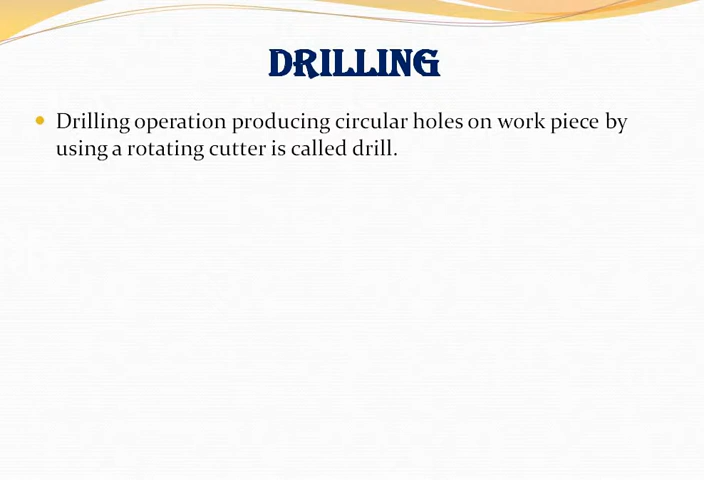 DRILLING
Drilling operation producing circular holes on work piece by
using a rotating cutter is called drill.